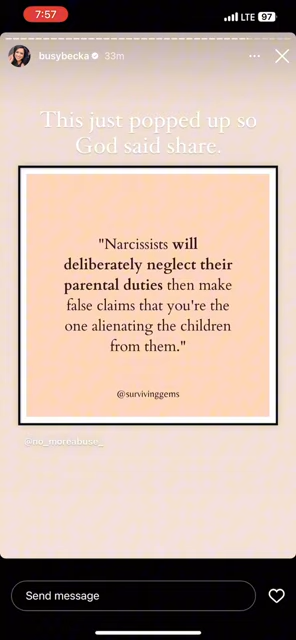 7:57
LTE 97
busybecka 33m
This just popped up so
God said share.
"Narcissists will
deliberately neglect their
parental duties then make
false claims that you're the
one alienating the children
from them."
@survivinggems
@no_moreabuse_
Send message